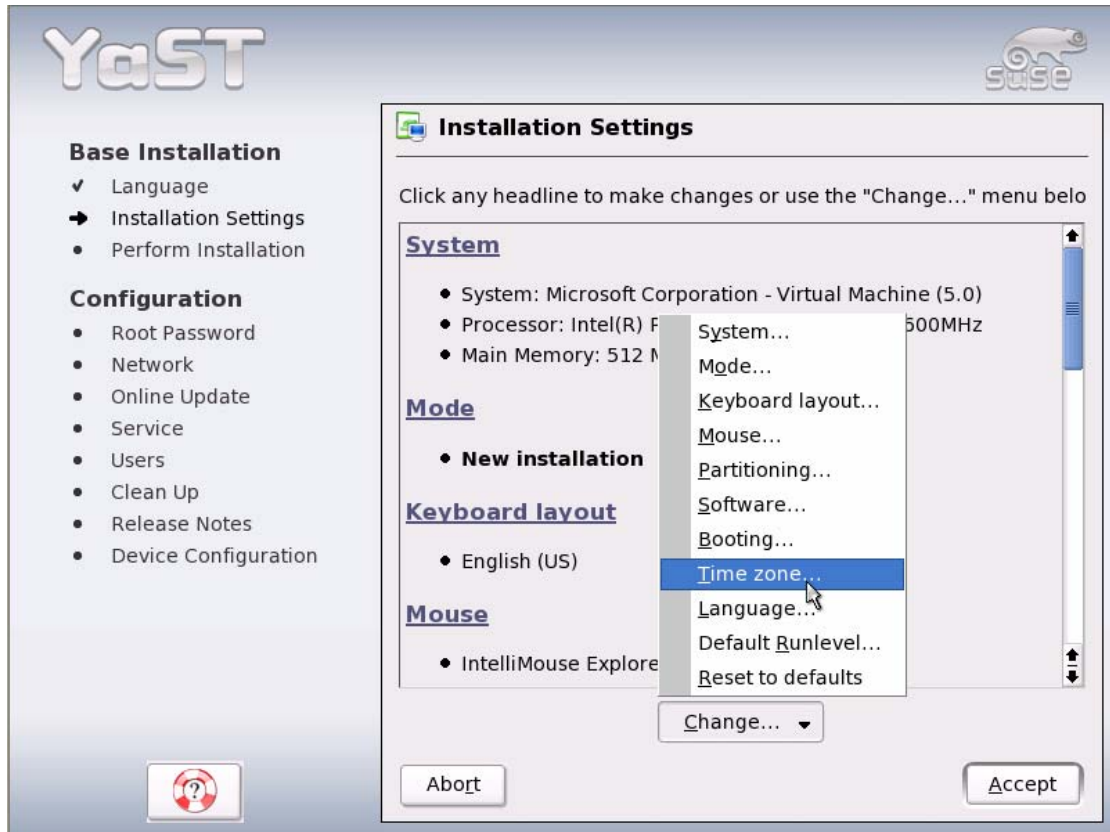 YaST
SUSE
Base Installation
Language
Installation Settings
Perform Installation
Configuration
Root Password
Network
Online Update
Service
Users
Clean Up
Release Notes
Device Configuration
Installation Settings
Click any headline to make changes or use the "Change..." menu belo
System
System: Microsoft Corporation - Virtual Machine (5.0)
Processor: Intel(R) 500MHz
Main Memory: 512
Mode
New installation
Keyboard layout
English (US)
Mouse
IntelliMouse Explore
System...
Mode...
Keyboard layout...
Mouse...
Partitioning...
Software...
Booting...
Time zone...
Language...
Default Runlevel...
Reset to defaults
Change...
Abort
Accept
?